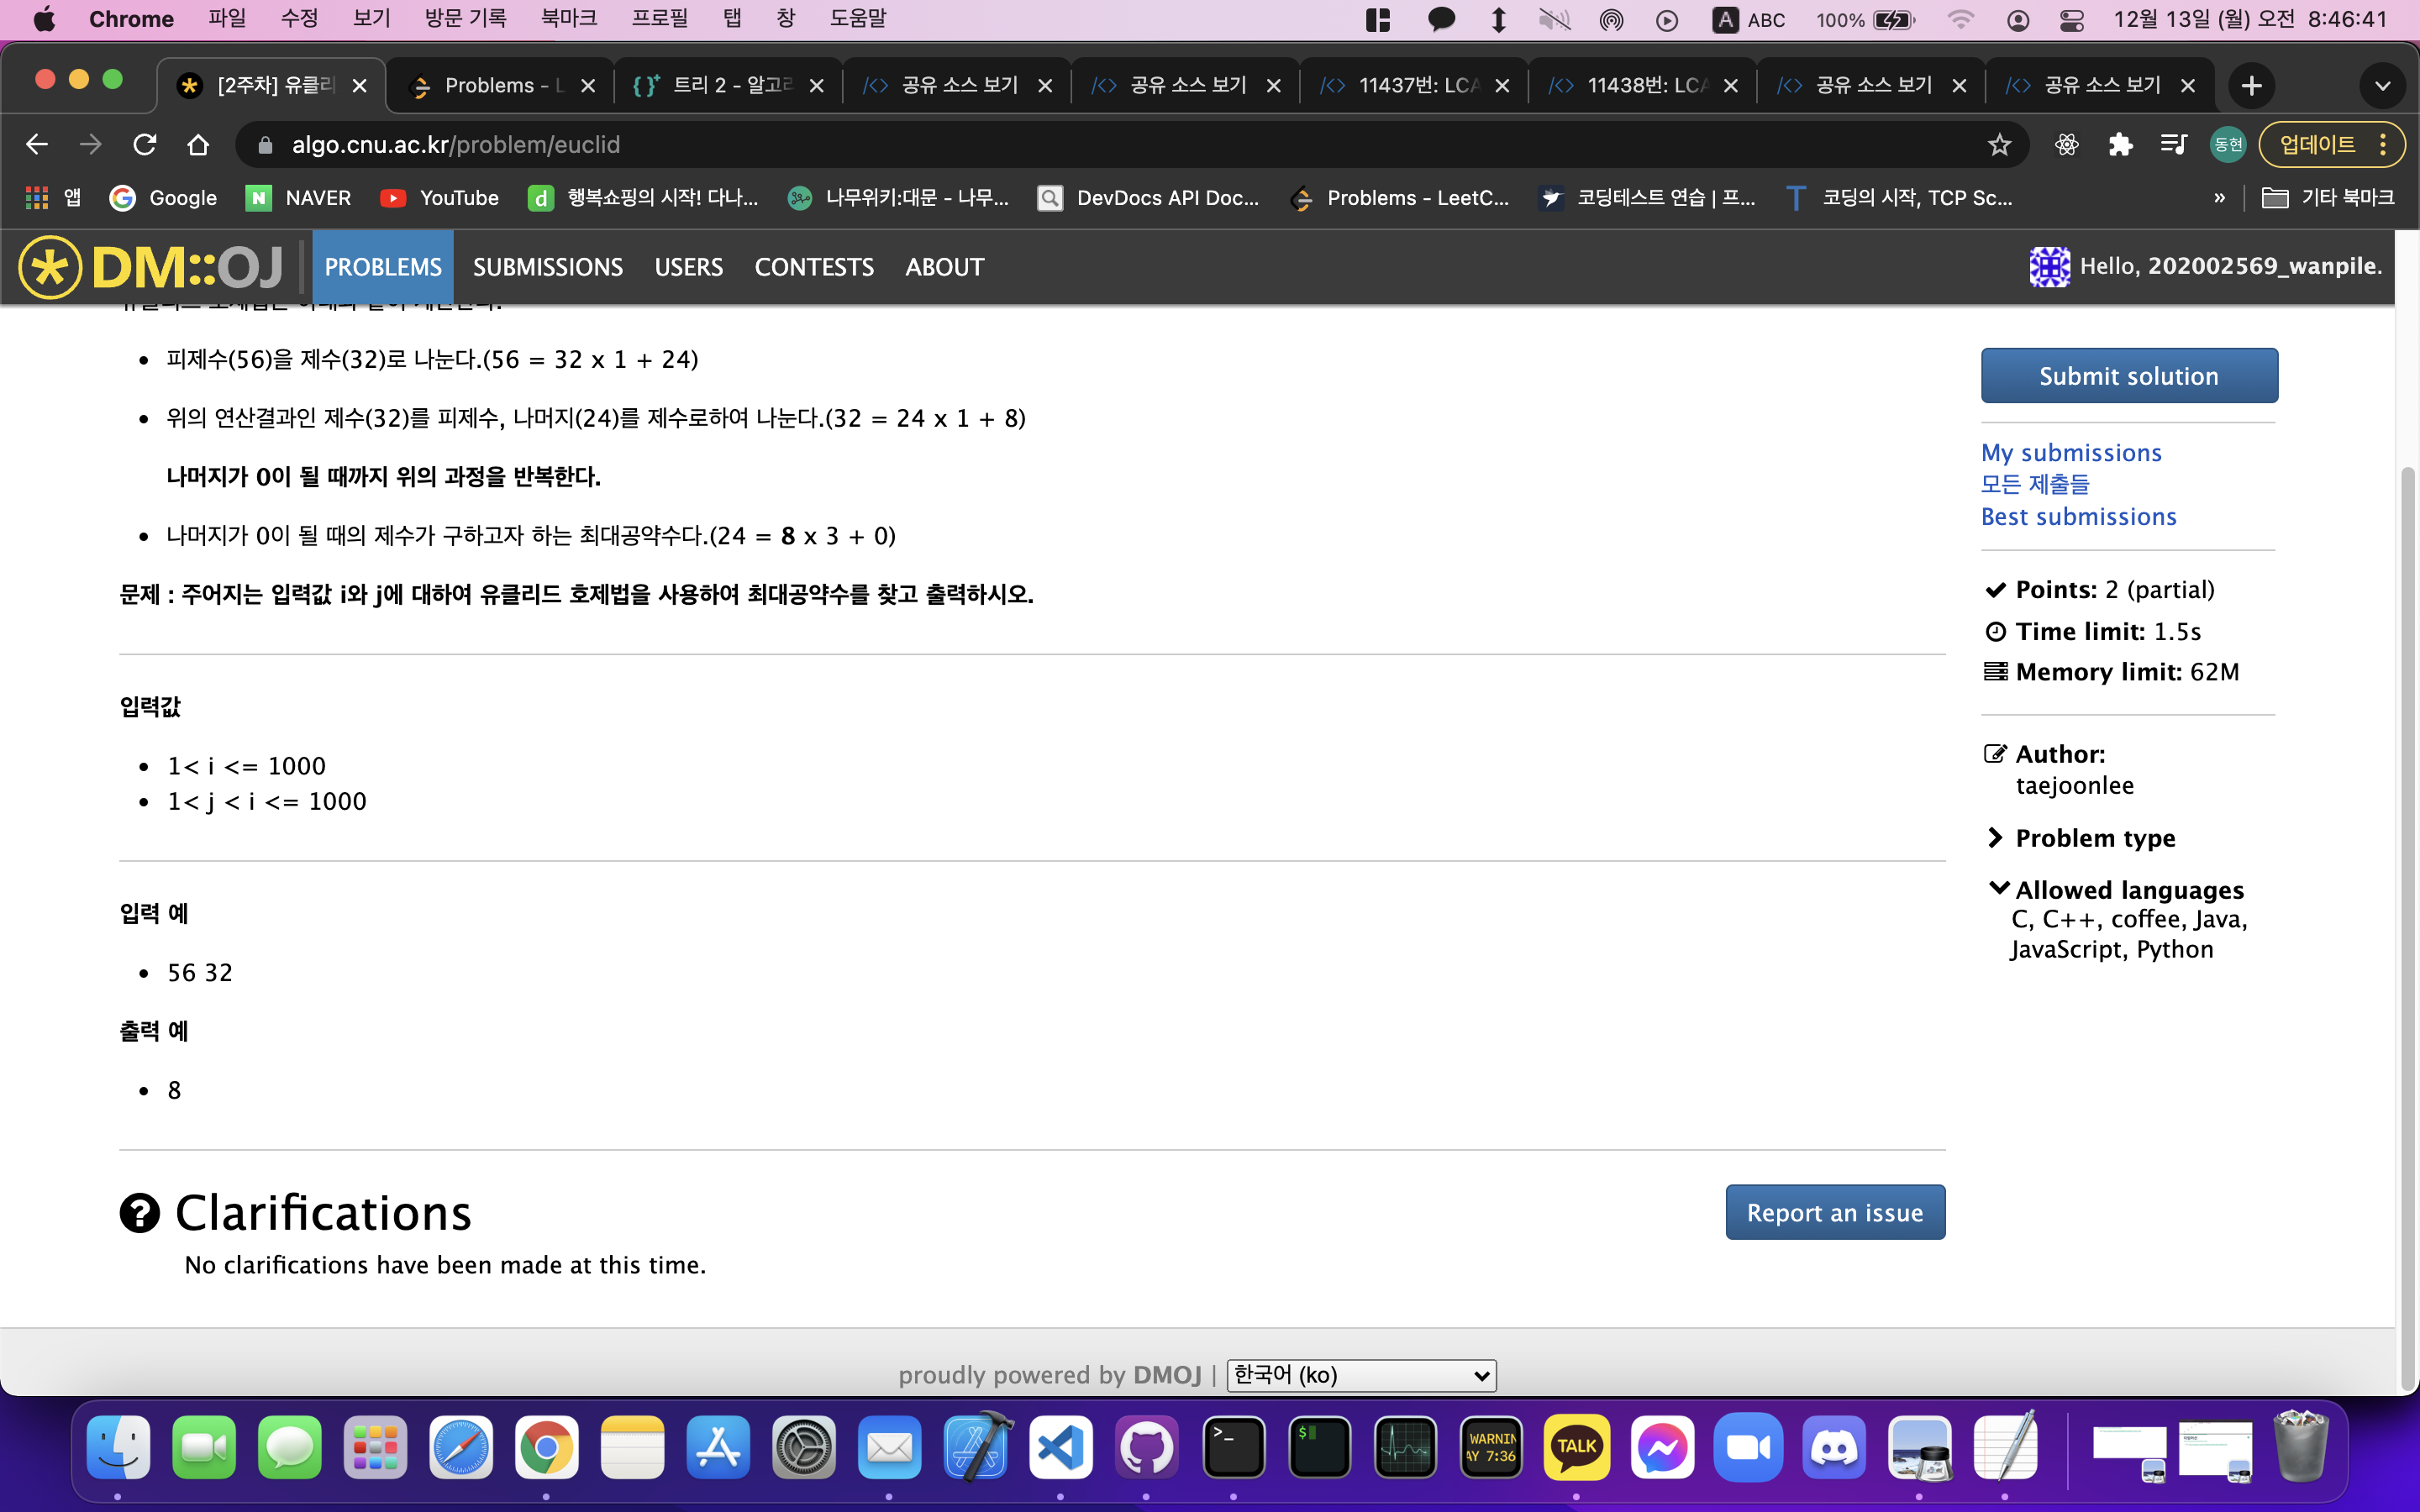 Chrome 파일 수정 보기 방문 기록 북마크 프로필 탭 창 도움말 A ABC 100% 12월 13일 (월) 오전 8:46:41
[2주차] 유클리 Problems - L 트리 2 - 알고리 공유 소스 보기 공유 소스 보기 11437번: LCA 11438번: LCA 공유 소스 보기 공유 소스 보기
algo.cnu.ac.kr/problem/euclid 동현 업데이트
앱 Google NAVER YouTube 행복쇼핑의 시작! 다나... 나무위키:대문 - 나무... DevDocs API Doc... Problems - LeetC... 코딩테스트 연습 | 프... 코딩의 시작, TCP Sc... » 기타 북마크
DM::OJ PROBLEMS SUBMISSIONS USERS CONTESTS ABOUT Hello, 202002569_wanpile.
• 피제수(56)을 제수(32)로 나눈다.(56 = 32 x 1 + 24)
• 위의 연산결과인 제수(32)를 피제수, 나머지(24)를 제수로하여 나눈다.(32 = 24 x 1 + 8)
나머지가 0이 될 때까지 위의 과정을 반복한다.
• 나머지가 0이 될 때의 제수가 구하고자 하는 최대공약수다.(24 = 8 x 3 + 0)
문제 : 주어지는 입력값 i와 j에 대하여 유클리드 호제법을 사용하여 최대공약수를 찾고 출력하시오.
입력값
• 1< i <= 1000
• 1< j < i <= 1000
입력 예
• 56 32
출력 예
• 8
Clarifications
Report an issue
No clarifications have been made at this time.
Submit solution
My submissions
모든 제출들
Best submissions
Points: 2 (partial)
Time limit: 1.5s
Memory limit: 62M
Author:
taejoonlee
Problem type
Allowed languages
C, C++, coffee, Java,
JavaScript, Python
proudly powered by DMOJ | 한국어 (ko)
WARNIN
AY 7:36
TALK